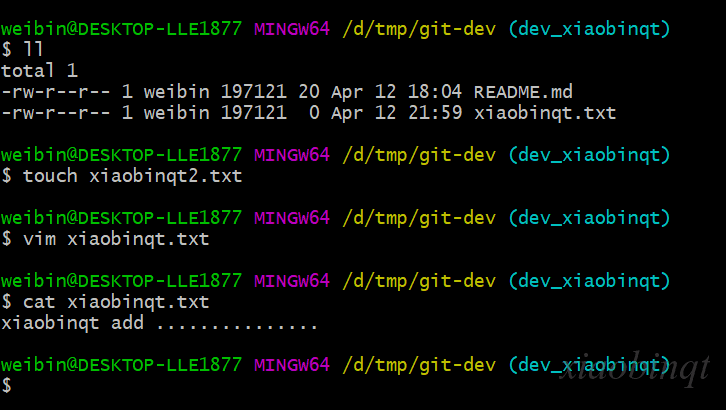 weibin@DESKTOP-LLE1877 MINGW64 /d/tmp/git-dev (dev_xiaobinqt)
$ ll
total 1
-rw-r--r-- 1 weibin 197121 20 Apr 12 18:04 README.md
-rw-r--r-- 1 weibin 197121  0 Apr 12 21:59 xiaobinqt.txt
weibin@DESKTOP-LLE1877 MINGW64 /d/tmp/git-dev (dev_xiaobinqt)
$ touch xiaobinqt2.txt
weibin@DESKTOP-LLE1877 MINGW64 /d/tmp/git-dev (dev_xiaobinqt)
$ vim xiaobinqt.txt
weibin@DESKTOP-LLE1877 MINGW64 /d/tmp/git-dev (dev_xiaobinqt)
$ cat xiaobinqt.txt
xiaobinqt add ...............
weibin@DESKTOP-LLE1877 MINGW64 /d/tmp/git-dev (dev_xiaobinqt)
$
xiaobinqt